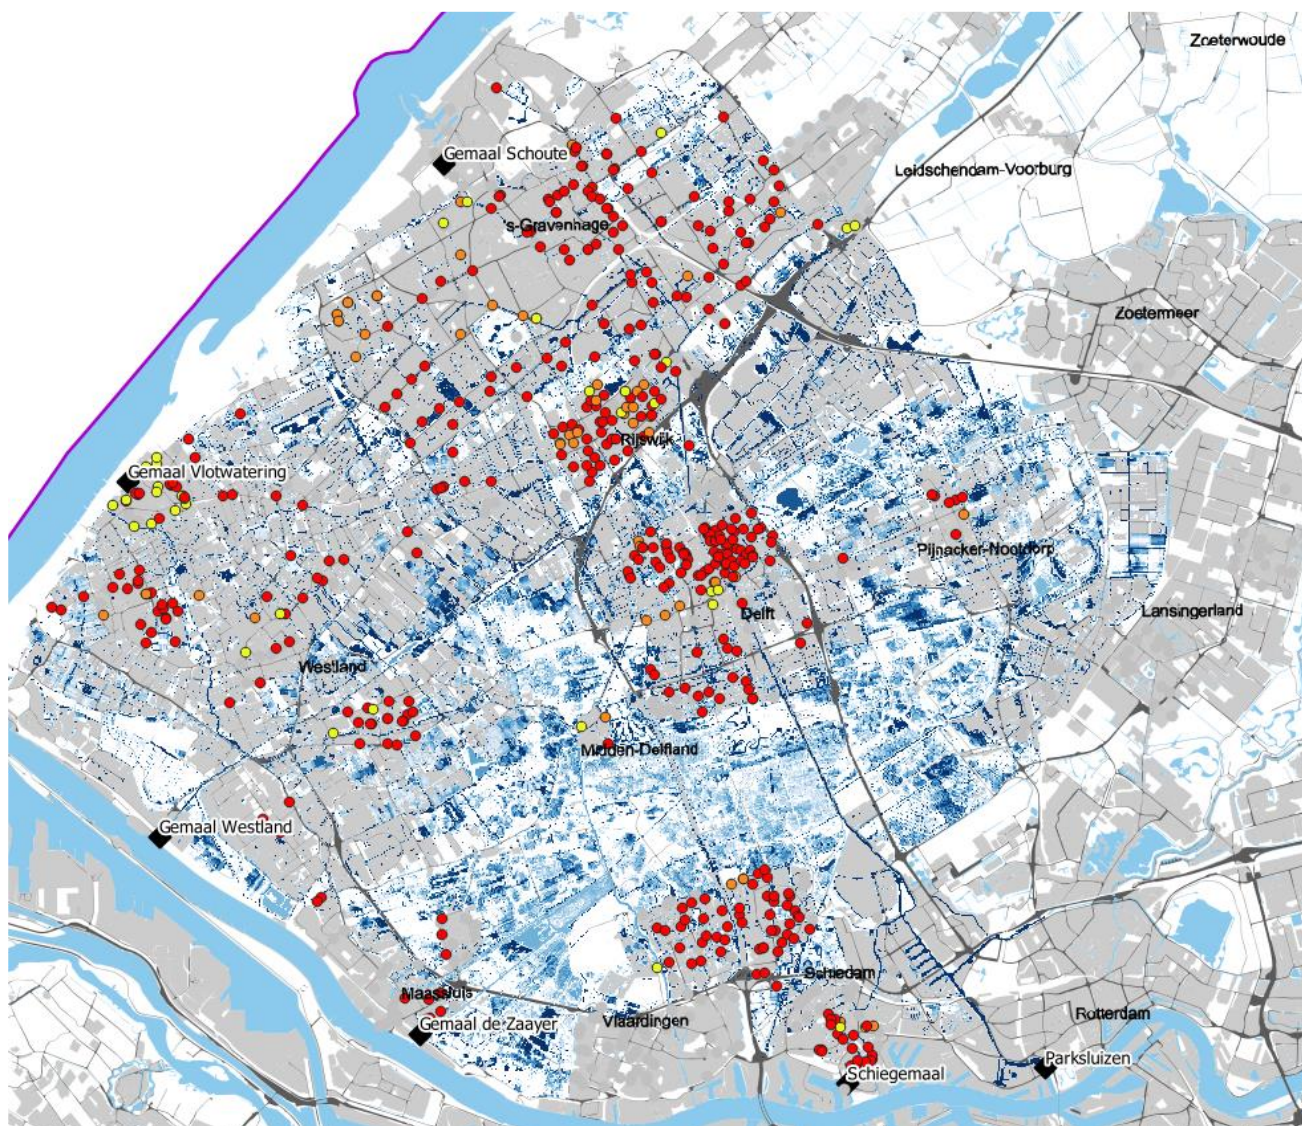 Zoeterwoude
Gemaal Schoute
Leidschendam-Voorburg
's-Gravenhage
Zoetermeer
Rijswijk
Gemaal Vlotwatering
Pijnacker-Nootdorp
Delft
Lansingerland
Westland
Midden-Delfland
Gemaal Westland
Schiedam
Maassluis
Gemaal de Zaayer
Vlaardingen
Rotterdam
Parksluizen
Schiegemaal